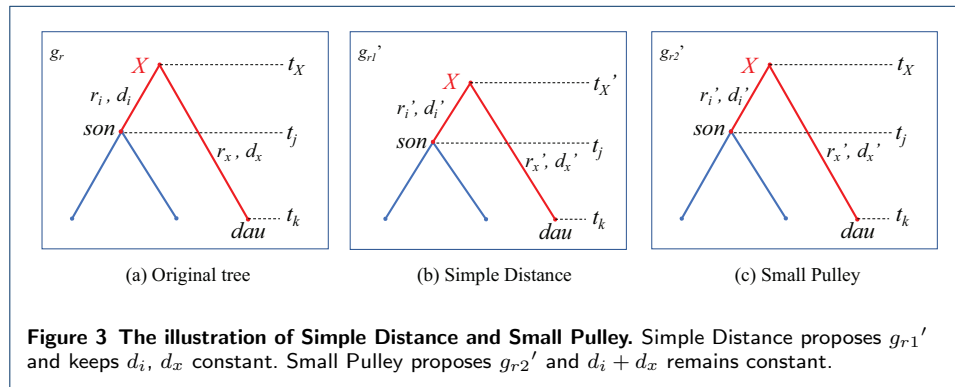 g_r
X
t_X
r_i , d_i
son
t_j
r_x , d_x
t_k
dau
(a) Original tree
g_r1’
X
t_X’
r_i’, d_i’
son
t_j
r_x’, d_x’
t_k
dau
(b) Simple Distance
g_r2’
X
t_X
r_i’, d_i’
son
t_j
r_x’, d_x’
t_k
dau
(c) Small Pulley
Figure 3 The illustration of Simple Distance and Small Pulley. Simple Distance proposes g_r1′
and keeps d_i, d_x constant. Small Pulley proposes g_r2′ and d_i + d_x remains constant.